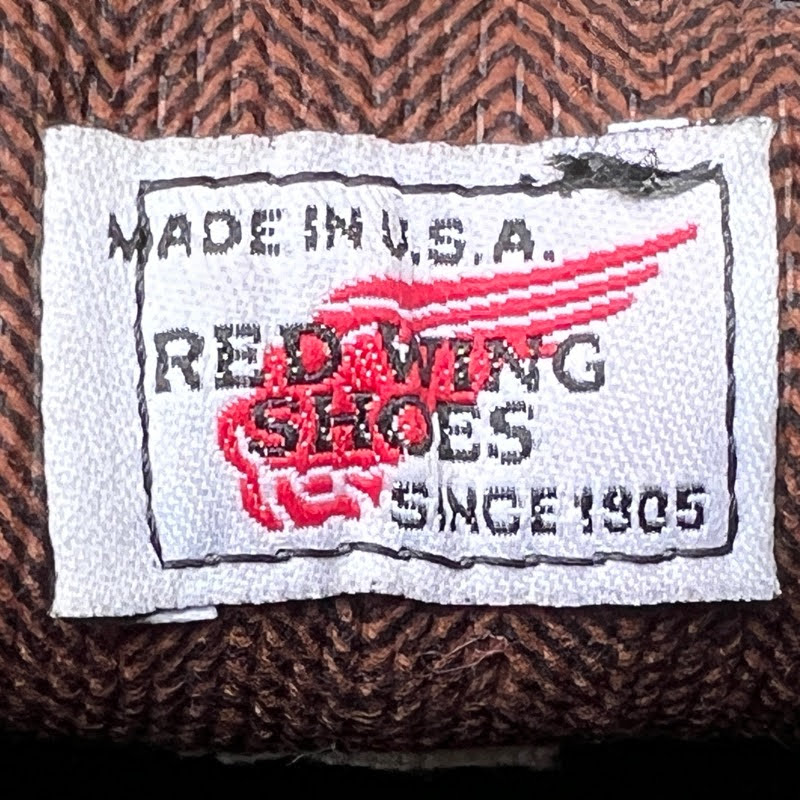 MADE IN U.S.A.
RED WING
SHOES
SINCE 1905